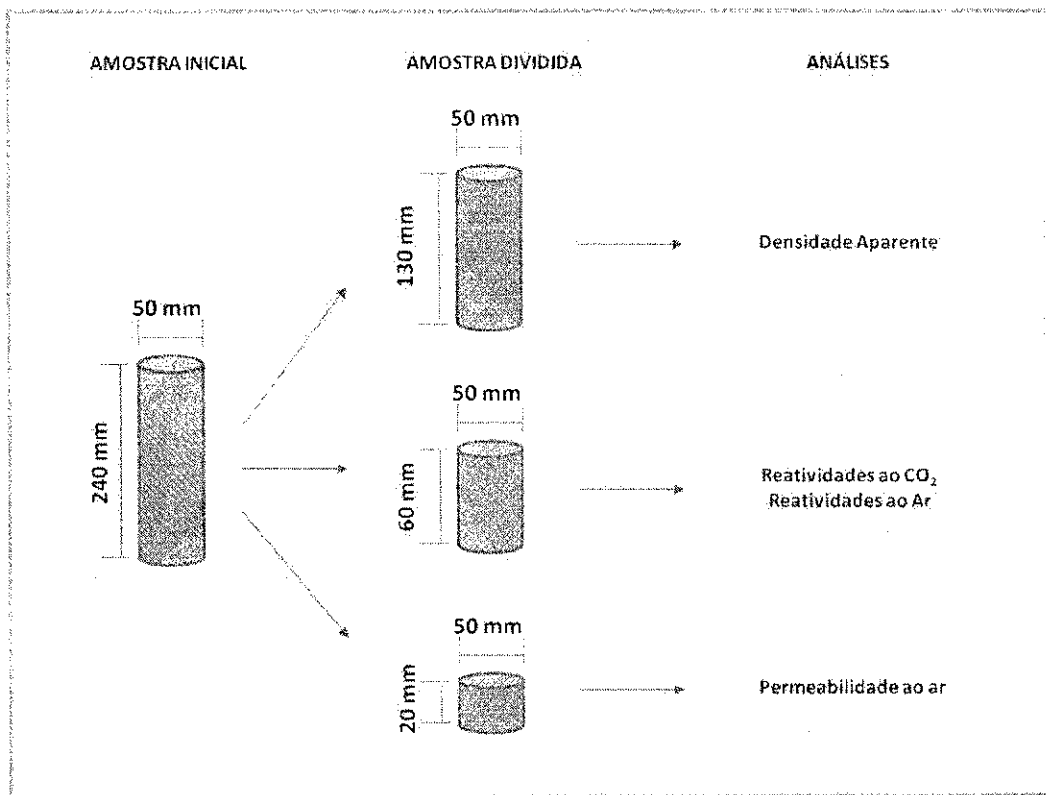 AMOSTRA INICIAL
AMOSTRA DIVIDIDA
ANÁLISES
50 mm
130 mm
Densidade Aparente
50 mm
240 mm
50 mm
60 mm
Reatividades ao CO₂
Reatividades ao Ar
50 mm
20 mm
Permeabilidade ao ar